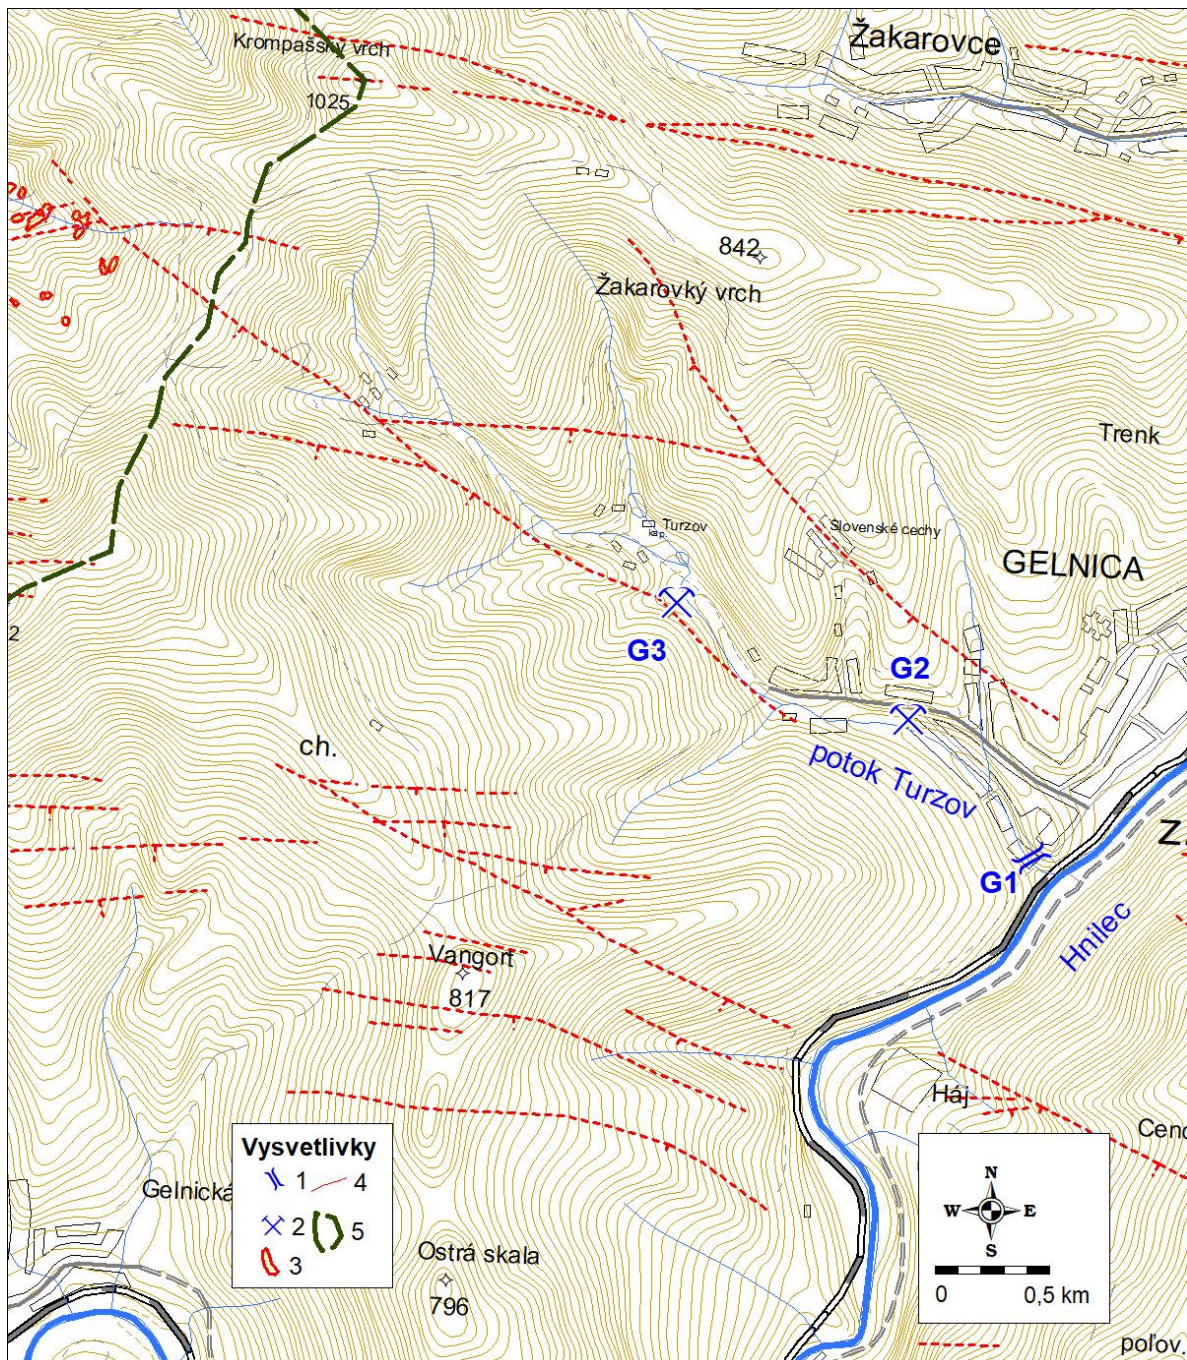 Krompašský vrch
1025
Žakarovce
842
Žakarovký vrch
Trenk
Slovenské cechy
Turzov
kap.
GELNICA
2
G3
G2
ch.
potok Turzov
G1
Z.
Hnilec
Vangort
817
Háj
Cenc
Vysvetlivky
1
4
2
5
3
Gelnická
Ostrá skala
796
N
W
E
S
0
0,5 km
poľov.